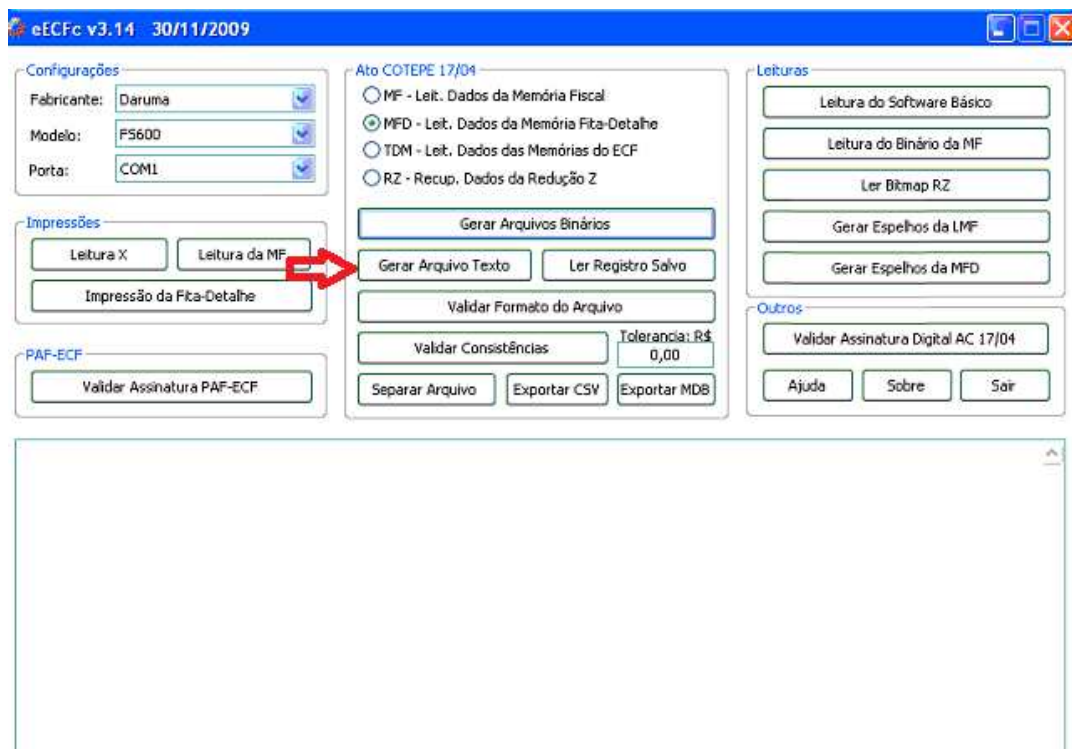 eECFc v3.14 30/11/2009
Configurações
Fabricante: Daruma
Modelo: FS600
Porta: COM1
Impressões
Leitura X
Leitura da MF
Impressão da Fita-Detalhe
PAF-ECF
Validar Assinatura PAF-ECF
Ato COTEPE 17/04
MF - Leit. Dados da Memória Fiscal
MFD - Leit. Dados da Memória Fita-Detalhe
TDM - Leit. Dados das Memórias do ECF
RZ - Recup. Dados da Redução Z
Gerar Arquivos Binários
Gerar Arquivo Texto
Ler Registro Salvo
Validar Formato do Arquivo
Validar Consistências
Tolerancia: R$
0,00
Separar Arquivo
Exportar CSV
Exportar MDB
Leituras
Leitura do Software Básico
Leitura do Binário da MF
Ler Bitmap RZ
Gerar Espelhos da LMF
Gerar Espelhos da MFD
Outros
Validar Assinatura Digital AC 17/04
Ajuda
Sobre
Sair